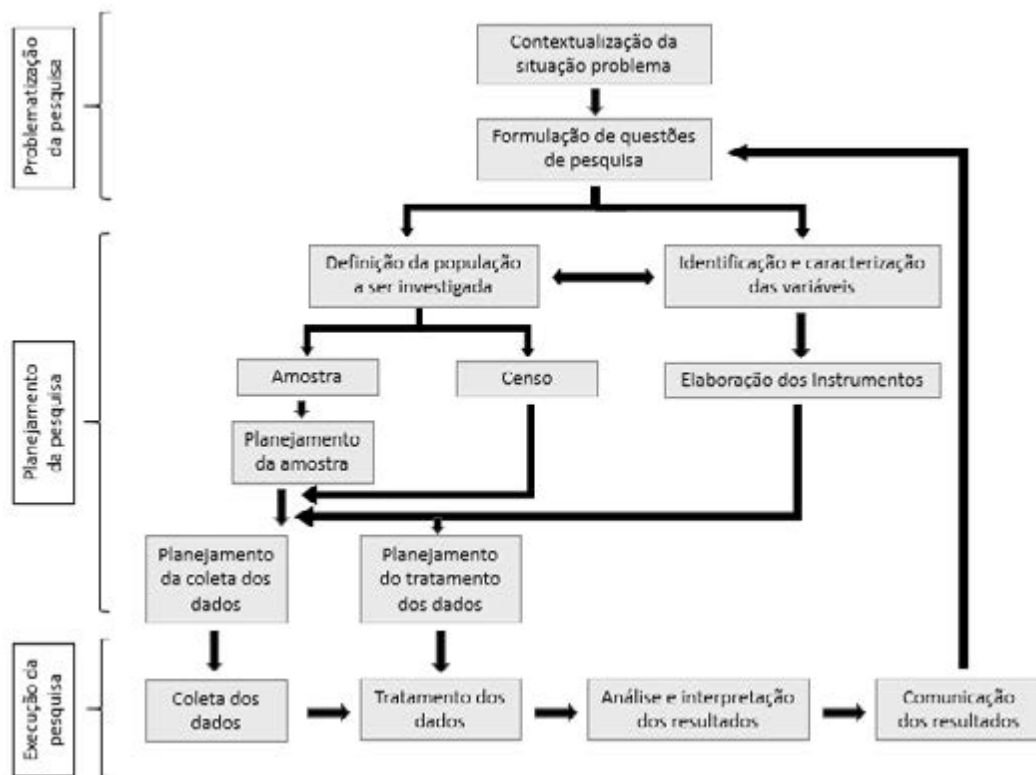 Problematização
da pesquisa
Contextualização da
situação problema
Formulação de questões
de pesquisa
Planejamento
da pesquisa
Definição da população
a ser investigada
Identificação e caracterização
das variáveis
Amostra
Censo
Elaboração dos Instrumentos
Planejamento
da amostra
Planejamento
da coleta dos
dados
Planejamento
do tratamento
dos dados
Execução da
pesquisa
Coleta dos
dados
Tratamento dos
dados
Análise e interpretação
dos resultados
Comunicação
dos resultados